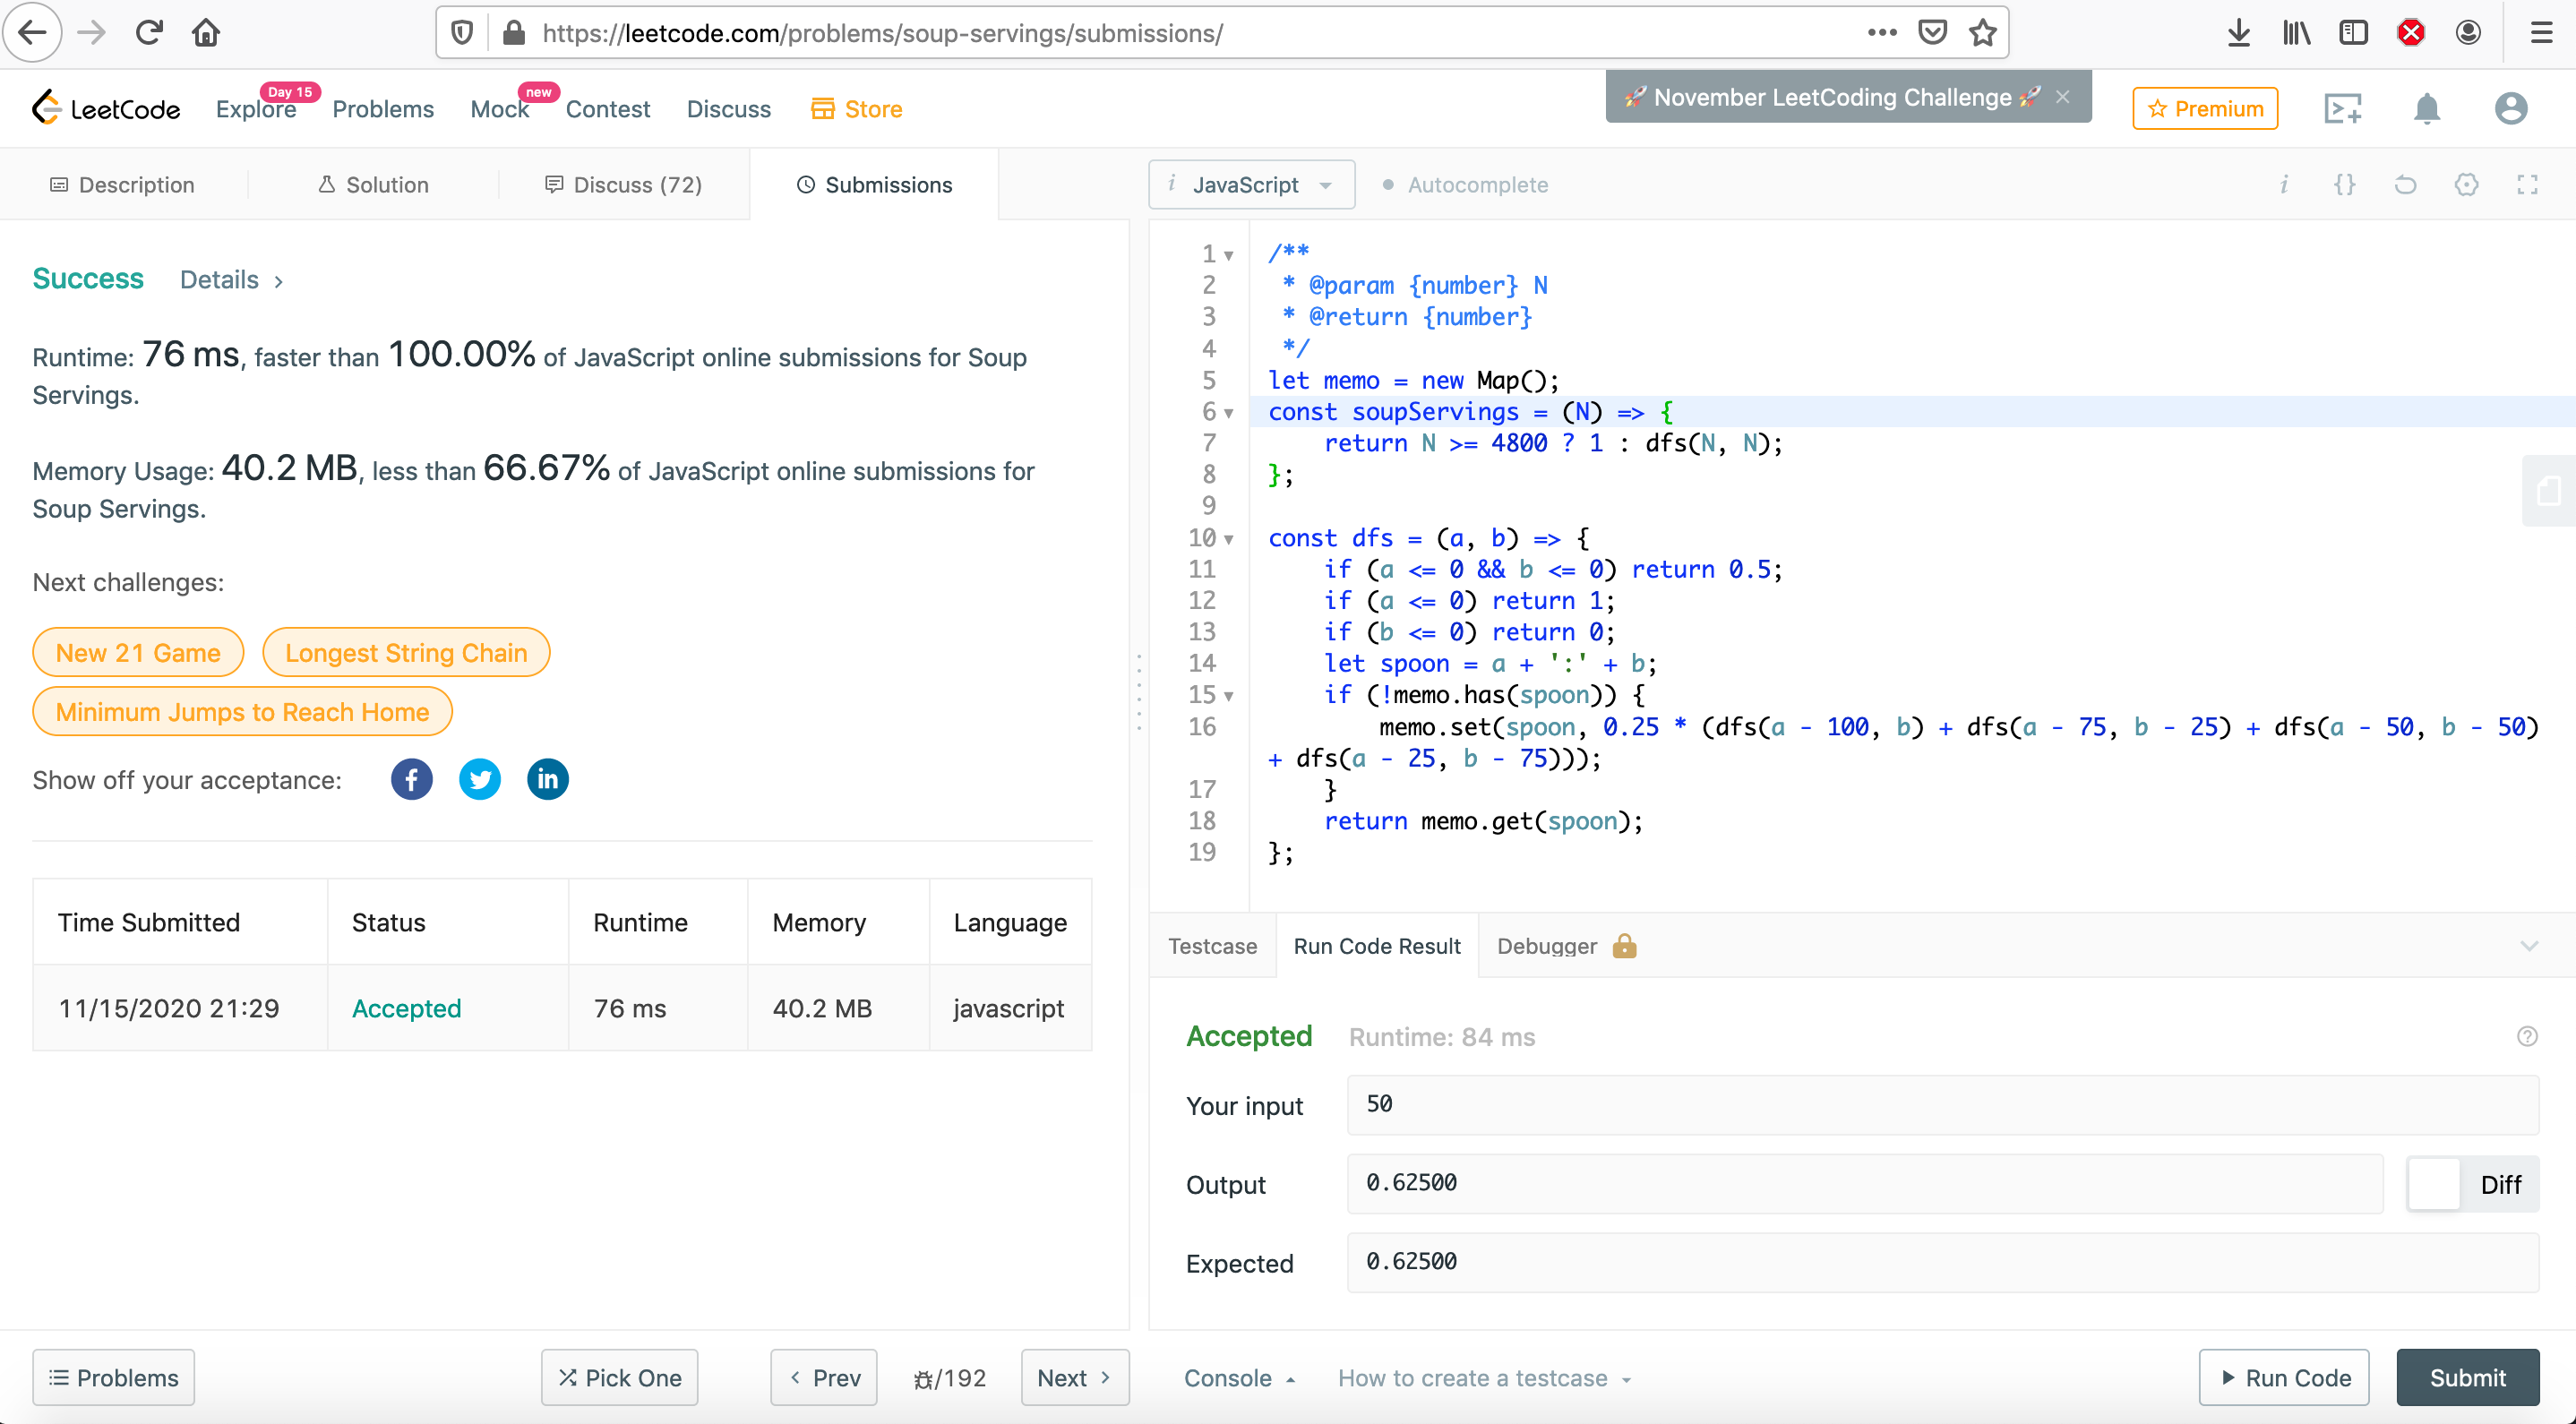 https://leetcode.com/problems/soup-servings/submissions/
LeetCode
Explore
Day 15
Problems
Mock
new
Contest
Discuss
Store
🚀 November LeetCoding Challenge 🚀 ×
Premium
Description
Solution
Discuss (72)
Submissions
Success
Details >
Runtime: 76 ms, faster than 100.00% of JavaScript online submissions for Soup
Servings.
Memory Usage: 40.2 MB, less than 66.67% of JavaScript online submissions for
Soup Servings.
Next challenges:
New 21 Game
Longest String Chain
Minimum Jumps to Reach Home
Show off your acceptance:
Time Submitted
Status
Runtime
Memory
Language
11/15/2020 21:29
Accepted
76 ms
40.2 MB
javascript
Problems
Pick One
< Prev
/192
Next >
i JavaScript
Autocomplete
i {}
1 /**
2  * @param {number} N
3  * @return {number}
4  */
5 let memo = new Map();
6 const soupServings = (N) => {
7     return N >= 4800 ? 1 : dfs(N, N);
8 };
9
10 const dfs = (a, b) => {
11     if (a <= 0 && b <= 0) return 0.5;
12     if (a <= 0) return 1;
13     if (b <= 0) return 0;
14     let spoon = a + ':' + b;
15     if (!memo.has(spoon)) {
16         memo.set(spoon, 0.25 * (dfs(a - 100, b) + dfs(a - 75, b - 25) + dfs(a - 50, b - 50)
+ dfs(a - 25, b - 75)));
17     }
18     return memo.get(spoon);
19 };
Testcase
Run Code Result
Debugger
Accepted
Runtime: 84 ms
Your input
50
Output
0.62500
Diff
Expected
0.62500
Console
How to create a testcase
Run Code
Submit